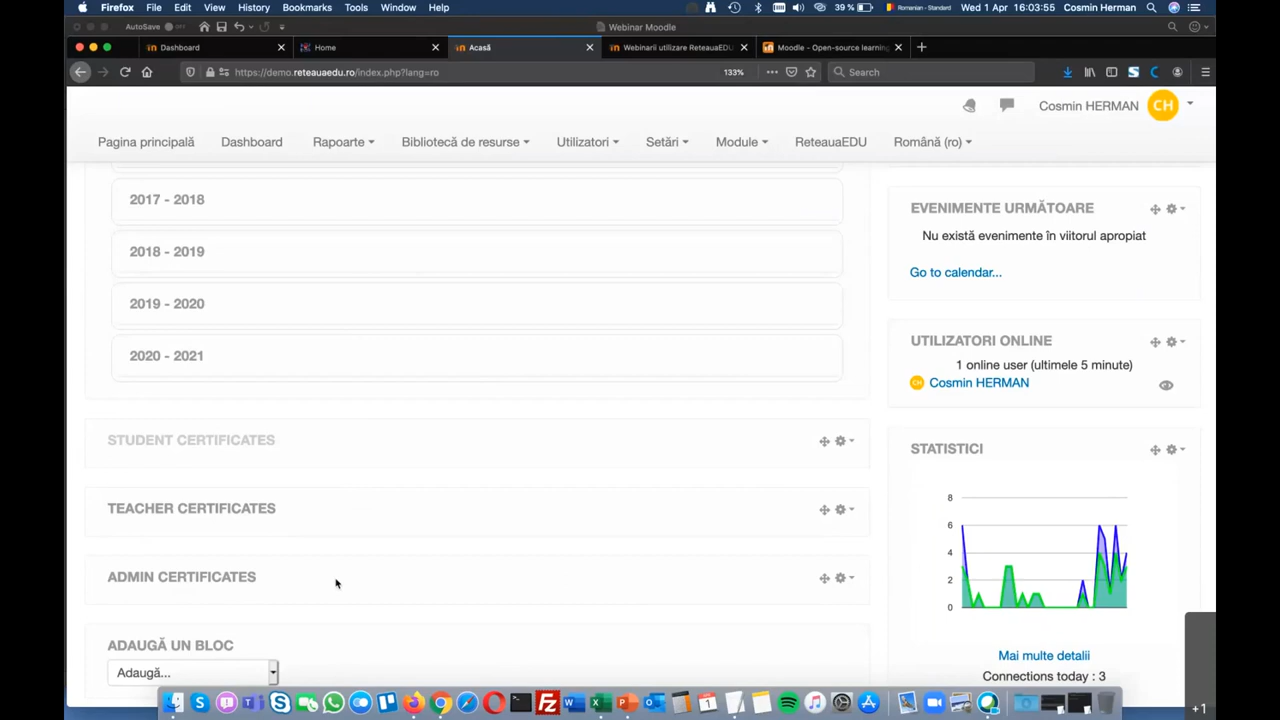 Firefox File Edit View History Bookmarks Tools Window Help 39 % Romanian - Standard Wed 1 Apr 16:03:55 Cosmin Herman
AutoSave OFF Webinar Moodle
Dashboard Home Acasă Webinarii utilizare ReteauaEDU Moodle - Open-source learning
https://demo.reteauaedu.ro/index.php?lang=ro 133% Search
Cosmin HERMAN CH
Pagina principală Dashboard Rapoarte Bibliotecă de resurse Utilizatori Setări Module ReteauaEDU Română (ro)
2017 - 2018
2018 - 2019
2019 - 2020
2020 - 2021
STUDENT CERTIFICATES
TEACHER CERTIFICATES
ADMIN CERTIFICATES
ADAUGĂ UN BLOC
Adaugă...
EVENIMENTE URMĂTOARE
Nu există evenimente în viitorul apropiat
Go to calendar...
UTILIZATORI ONLINE
1 online user (ultimele 5 minute)
CH Cosmin HERMAN
STATISTICI
8
6
4
2
0
Mai multe detalii
Connections today : 3
+1